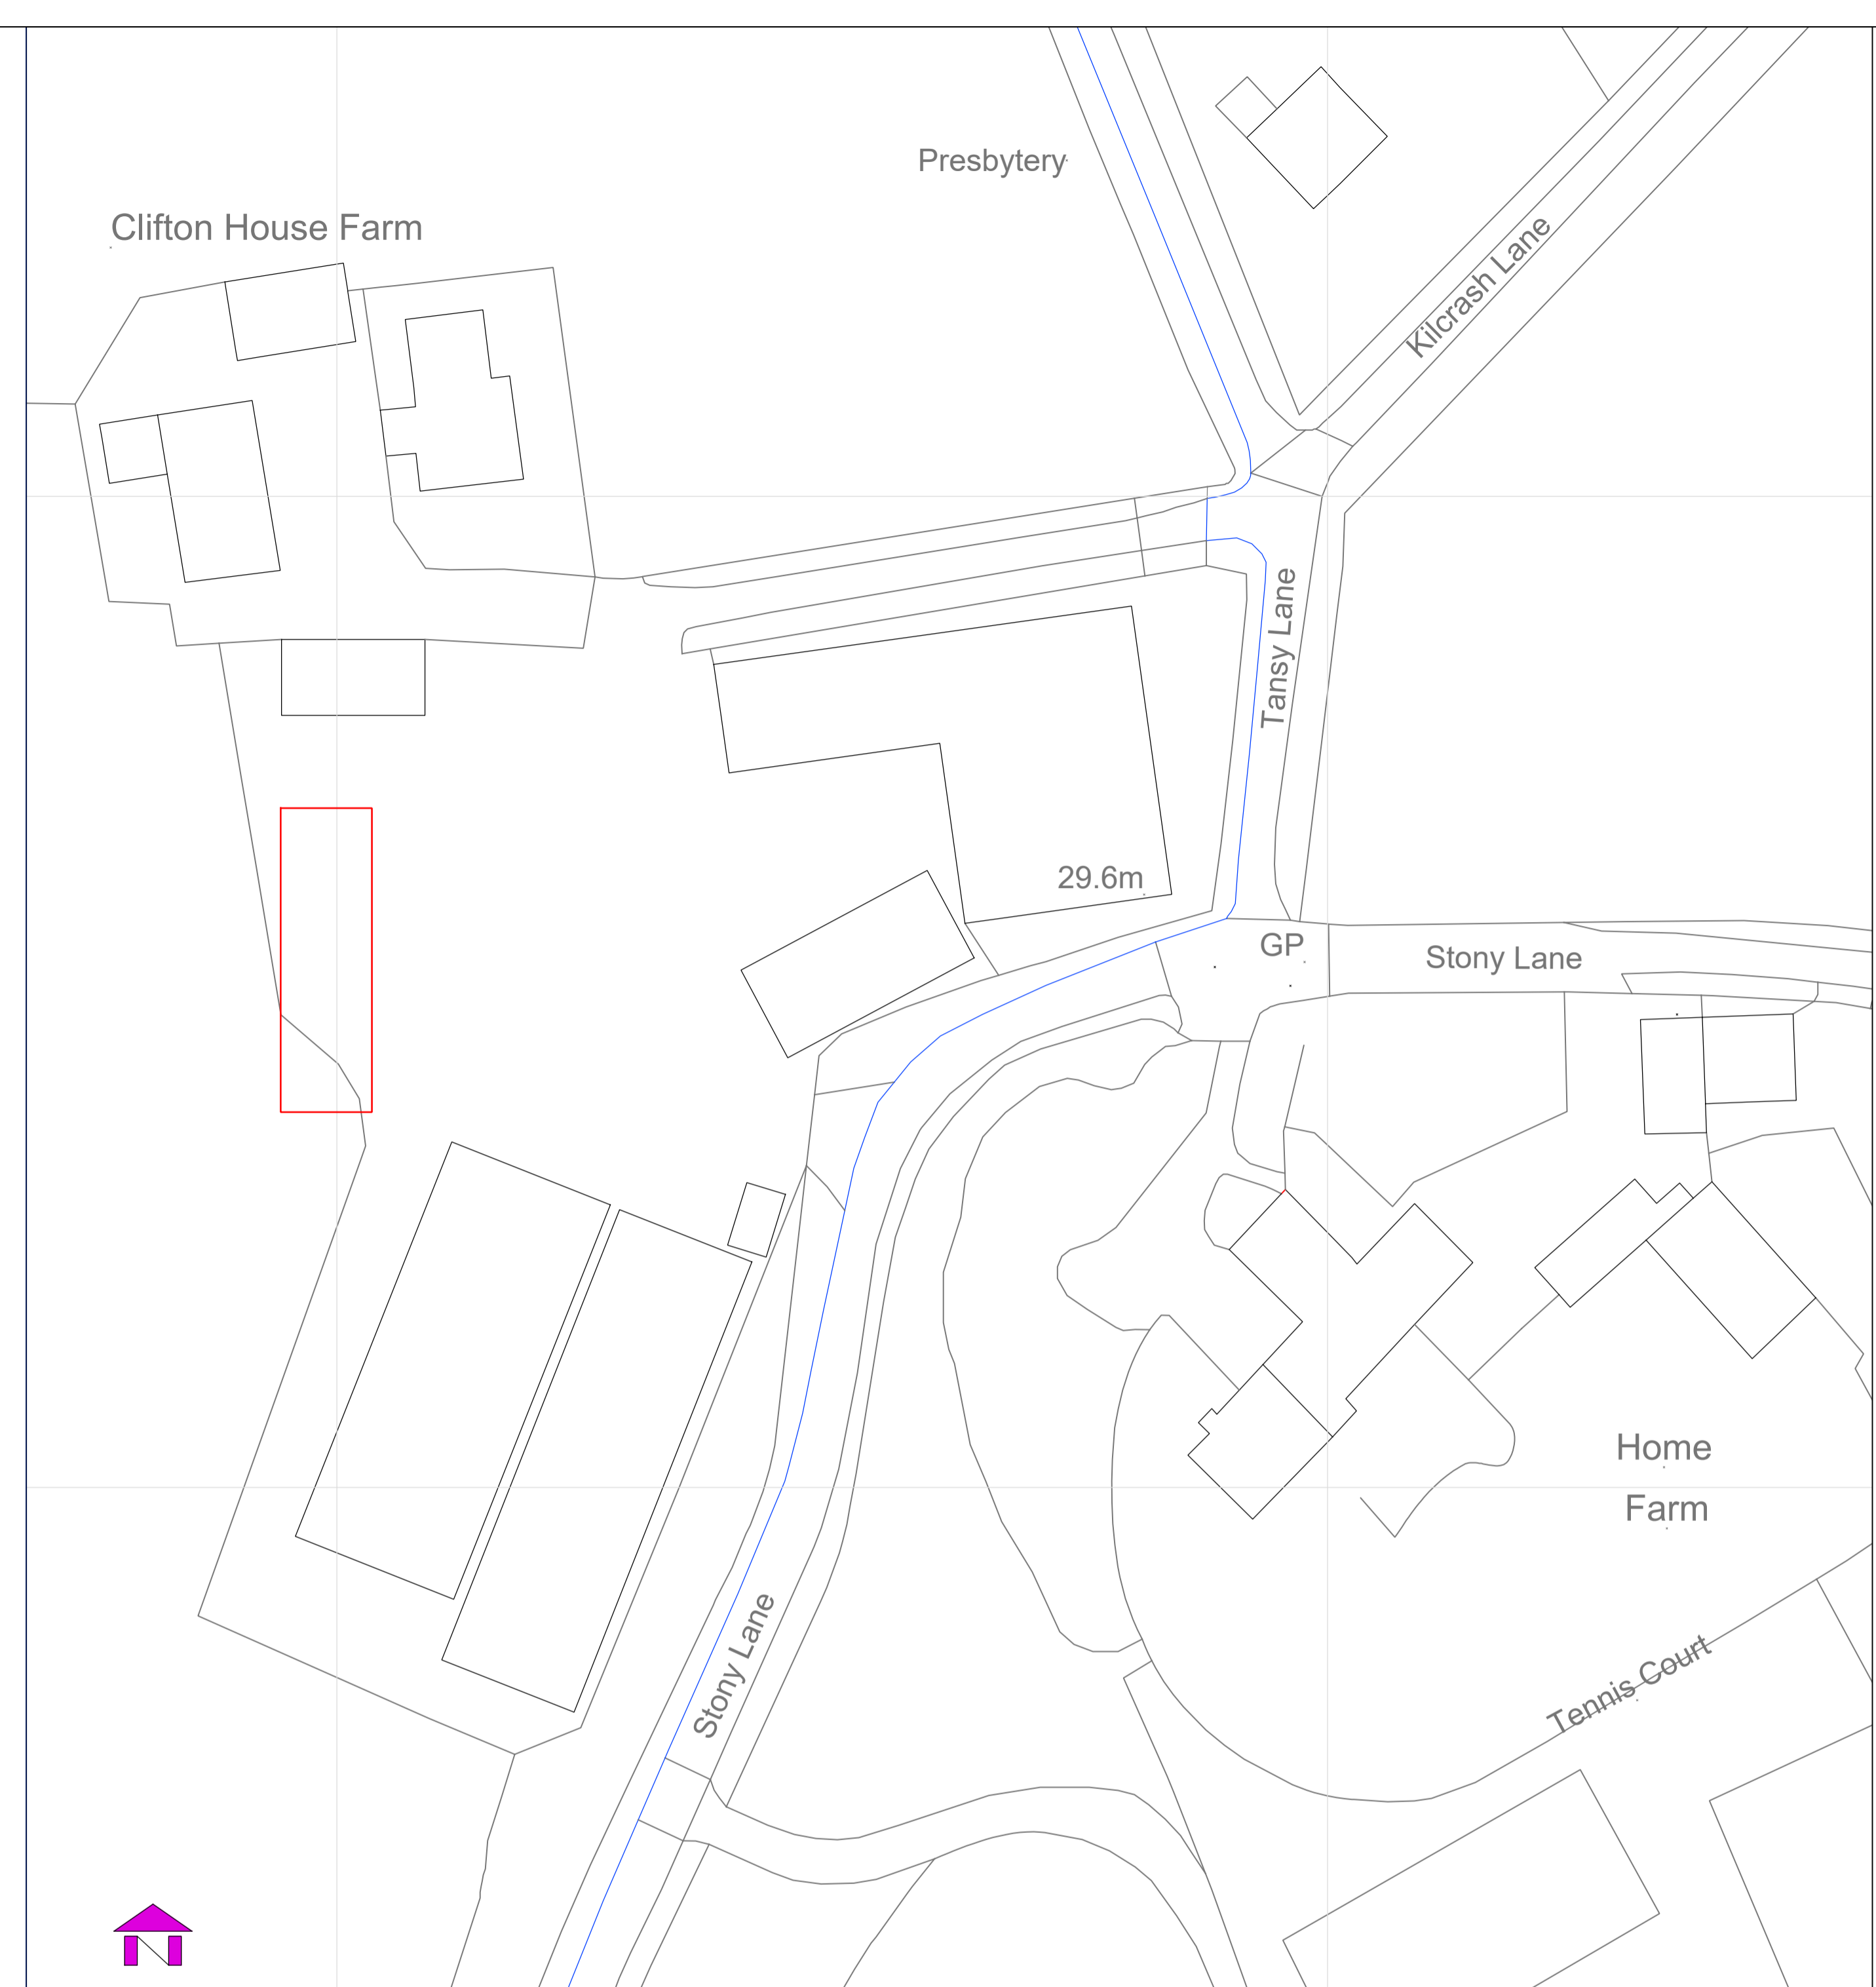 Presbytery
Clifton House Farm
Kilcrash Lane
Tansy Lane
29.6m
GP
Stony Lane
Home
Farm
Stony Lane
Tennis Court
N